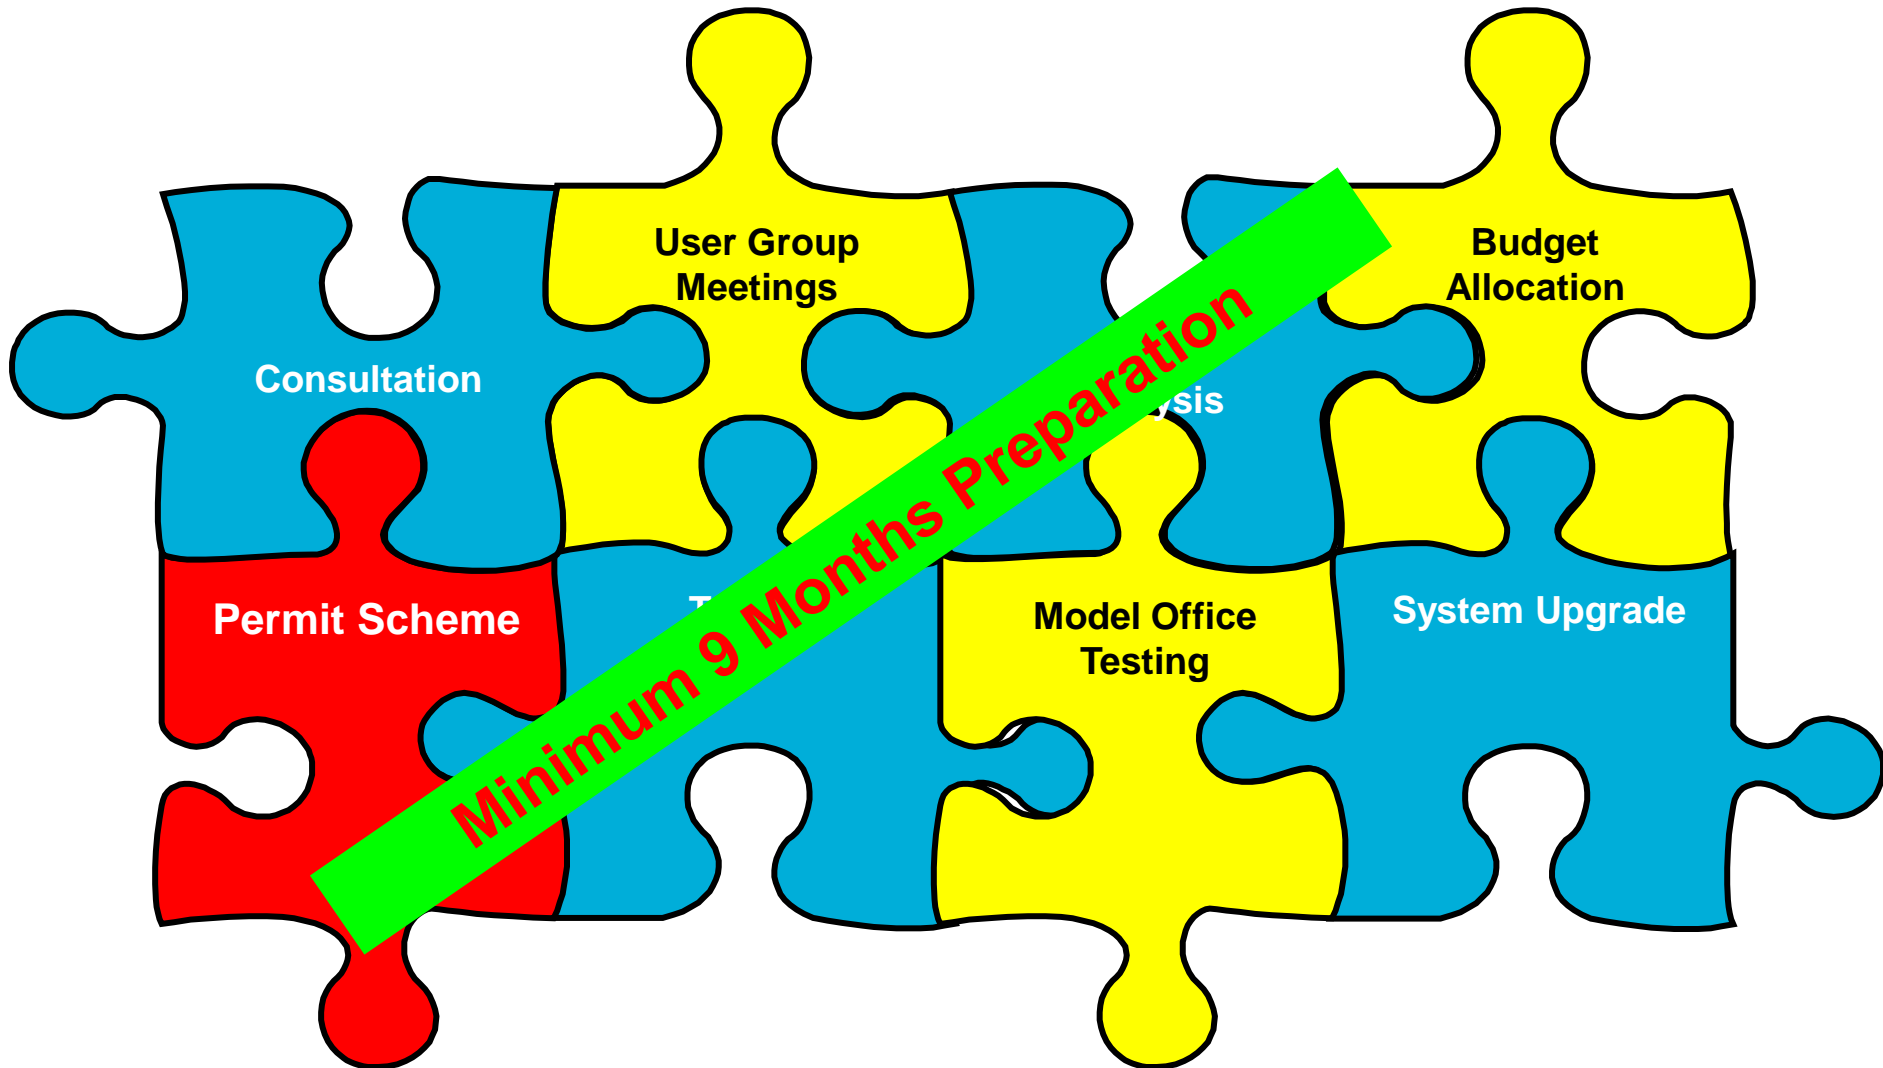 User Group
Meetings
Budget
Allocation
Consultation
Permit Scheme
Model Office
Testing
System Upgrade
Minimum 9 Months Preparation